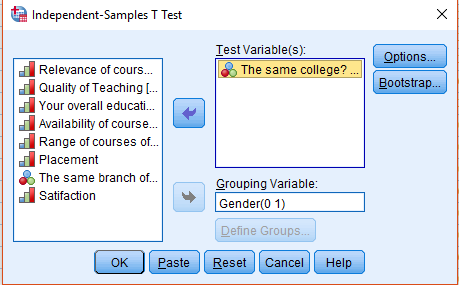 Independent-Samples T Test
Relevance of cours...
Quality of Teaching [...
Your overall educati...
Availability of course...
Range of courses of...
Placement
The same branch of...
Satifaction
Test Variable(s):
The same college? ...
Options...
Bootstrap...
Grouping Variable:
Gender(0 1)
Define Groups...
OK Paste Reset Cancel Help